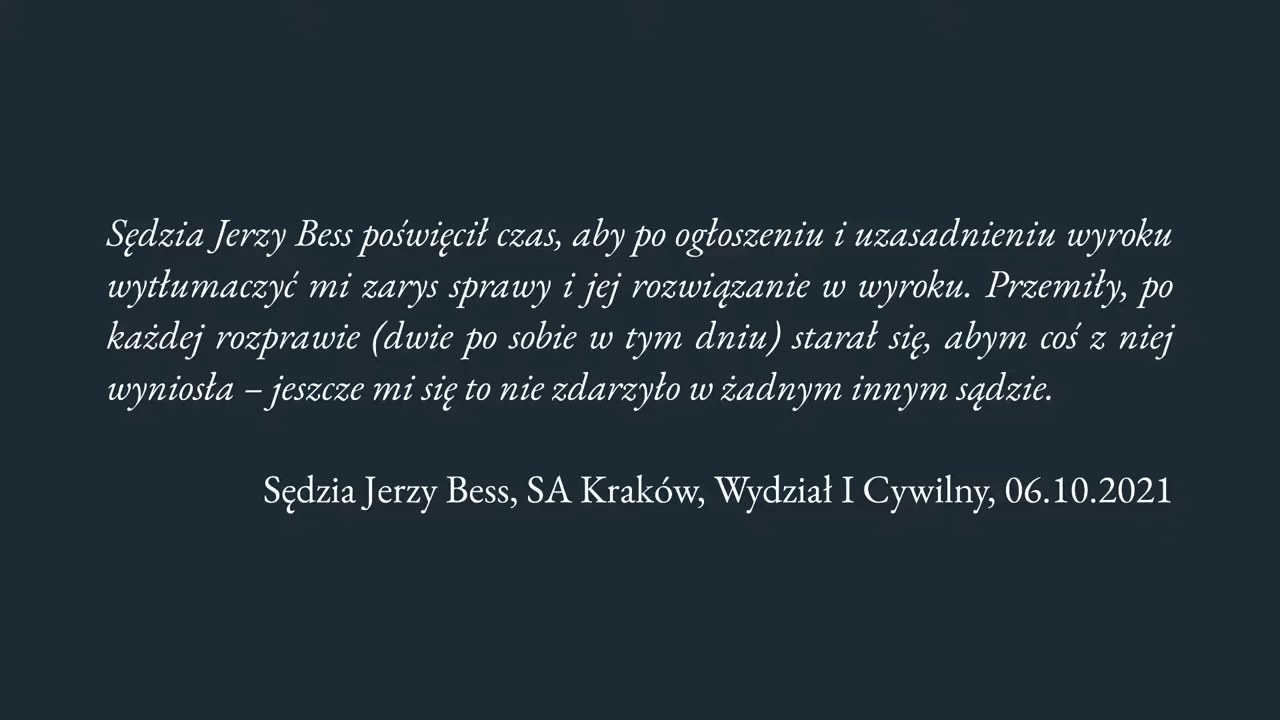 Sędzia Jerzy Bess poświęcił czas, aby po ogłoszeniu i uzasadnieniu wyroku
wytłumaczyć mi zarys sprawy i jej rozwiązanie w wyroku. Przemiły, po
każdej rozprawie (dwie po sobie w tym dniu) starał się, abym coś z niej
wyniosła – jeszcze mi się to nie zdarzyło w żadnym innym sądzie.
Sędzia Jerzy Bess, SA Kraków, Wydział I Cywilny, 06.10.2021